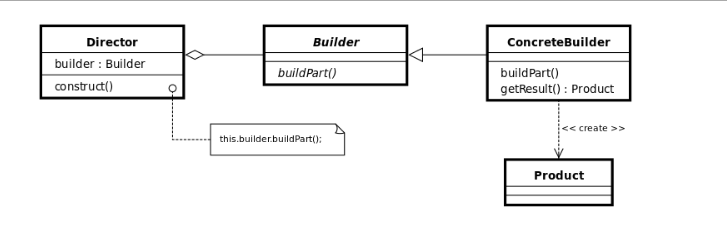 Director
builder : Builder
construct()
Builder
buildPart()
ConcreteBuilder
buildPart()
getResult() : Product
this.builder.buildPart();
<< create >>
Product